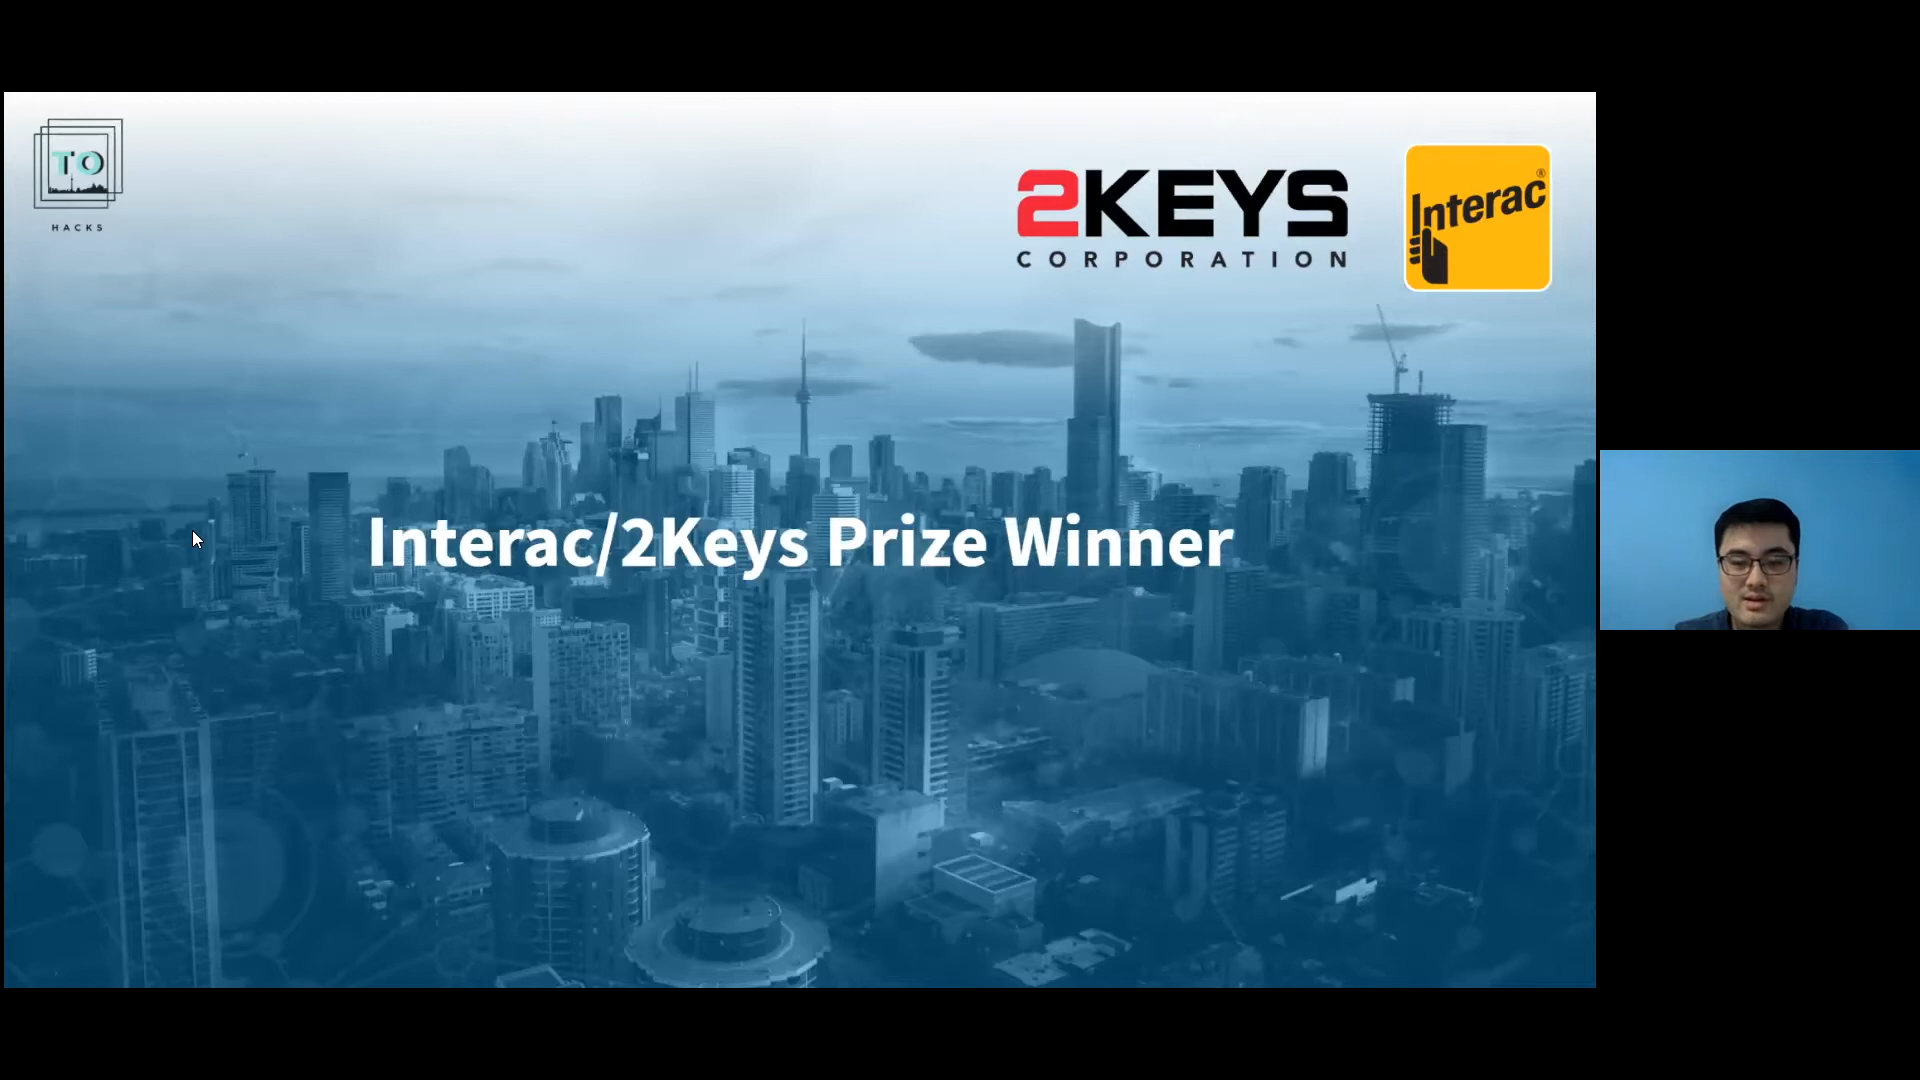 TO
HACKS
2KEYS
CORPORATION
Interac®
Interac/2Keys Prize Winner